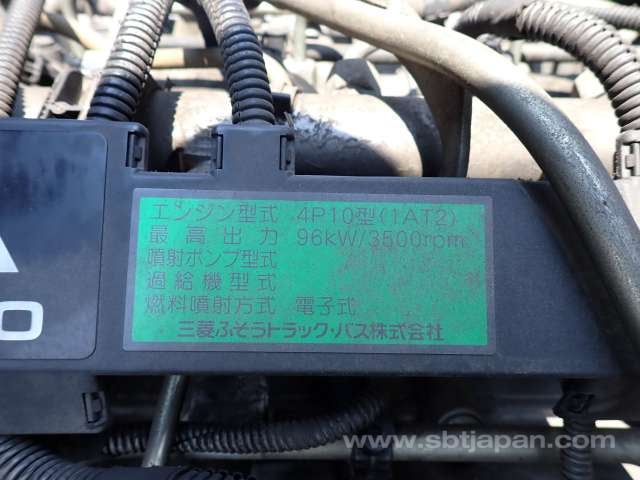 エンジン型式 4P10型(1AT2)
最高出力 96kW/3500rpm
噴射ポンプ型式
過給機型式
燃料噴射方式 電子式
三菱ふそうトラック・バス株式会社
www.sbtjapan.com